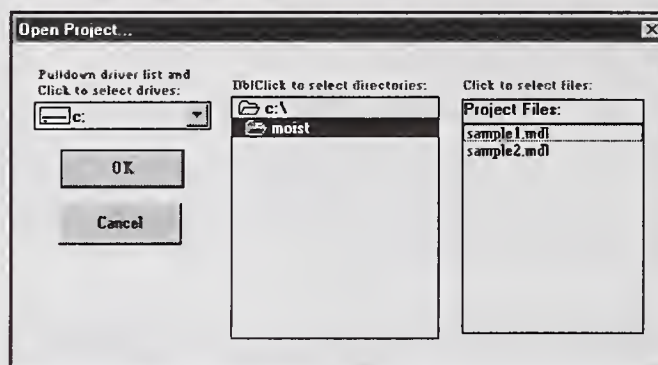 Open Project...
Pulldown driver list and
Click to select drives:
c:
OK
Cancel
DblClick to select directories:
c:\
moist
Click to select files:
Project Files:
sample1.mdl
sample2.mdl